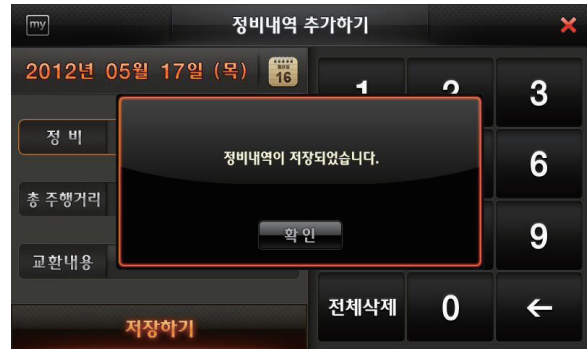 my
정비내역 추가하기
2012년 05월 17일 (목)
16
1 2 3
정 비
정비내역이 저장되었습니다.
6
총 주행거리
확 인
9
교환내용
전체삭제 0 ←
저장하기